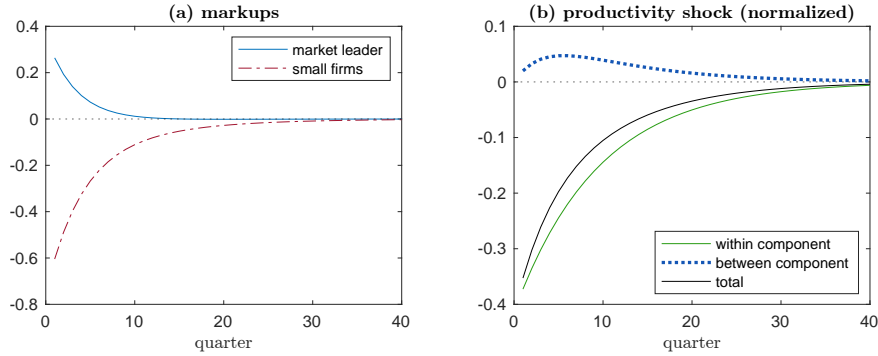 (a) markups
0.4
0.2
0
-0.2
-0.4
-0.6
-0.8
0
10
20
30
40
quarter
market leader
small firms
(b) productivity shock (normalized)
0.1
0
-0.1
-0.2
-0.3
-0.4
0
10
20
30
40
quarter
within component
between component
total